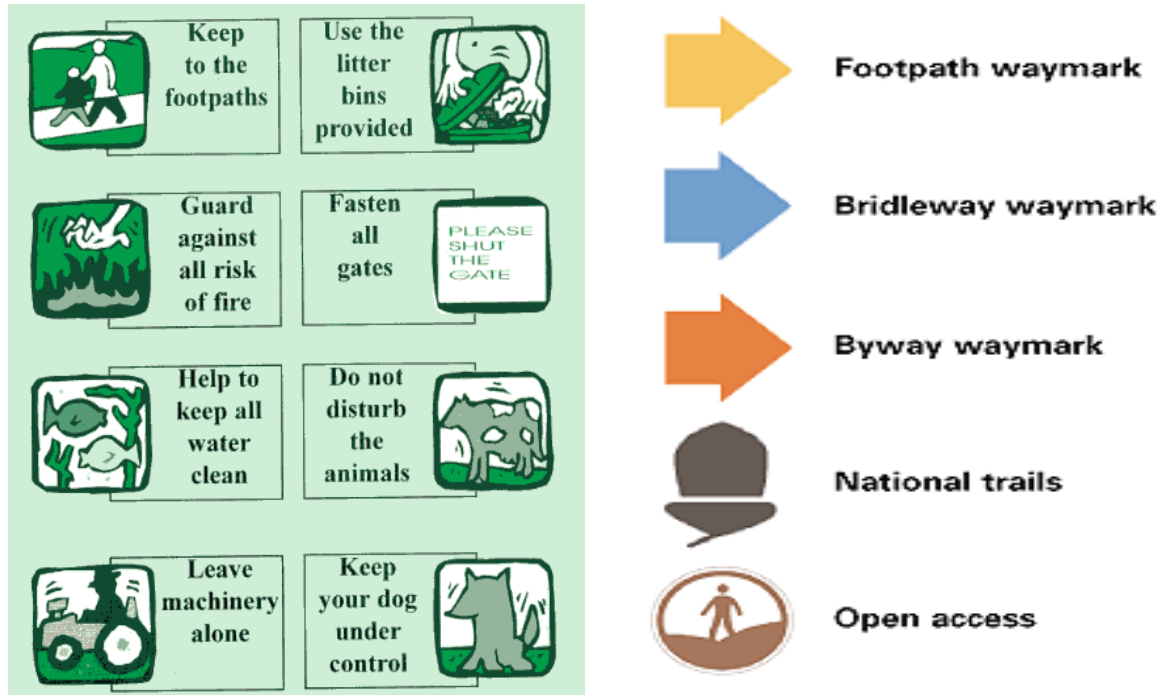 Keep
to the
footpaths
Use the
litter
bins
provided
Guard
against
all risk
of fire
Fasten
all
gates
PLEASE
SHUT
THE
GATE
Help to
keep all
water
clean
Do not
disturb
the
animals
Leave
machinery
alone
Keep
your dog
under
control
Footpath waymark
Bridleway waymark
Byway waymark
National trails
Open access